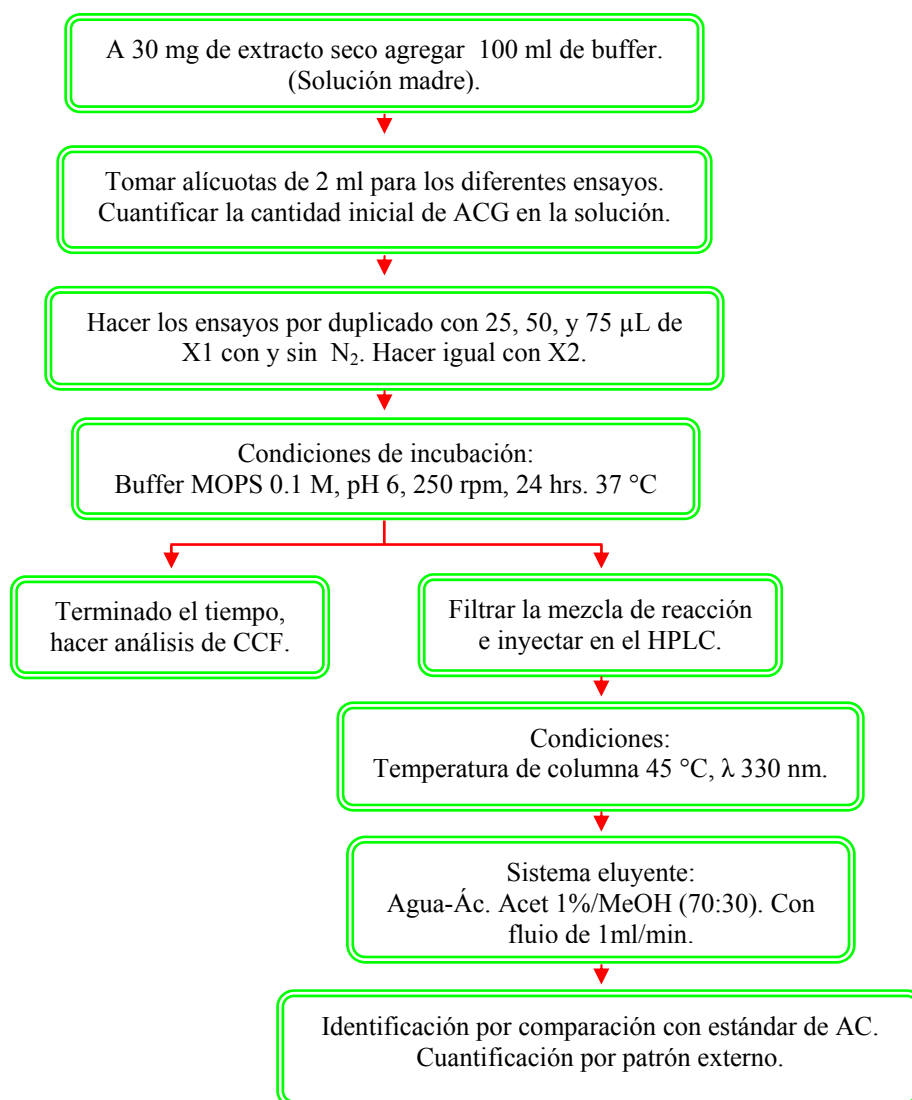 A 30 mg de extracto seco agregar 100 ml de buffer.
(Solución madre).
Tomar alícuotas de 2 ml para los diferentes ensayos.
Cuantificar la cantidad inicial de ACG en la solución.
Hacer los ensayos por duplicado con 25, 50, y 75 µL de
X1 con y sin N₂. Hacer igual con X2.
Condiciones de incubación:
Buffer MOPS 0.1 M, pH 6, 250 rpm, 24 hrs. 37 °C
Terminado el tiempo,
hacer análisis de CCF.
Filtrar la mezcla de reacción
e inyectar en el HPLC.
Condiciones:
Temperatura de columna 45 °C, λ 330 nm.
Sistema eluyente:
Agua-Ác. Acet 1%/MeOH (70:30). Con
flujo de 1ml/min.
Identificación por comparación con estándar de AC.
Cuantificación por patrón externo.